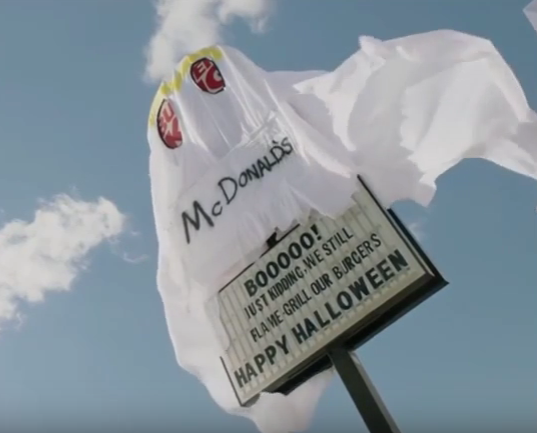 McDONALD'S
BOOOOO!
JUST KIDDING, WE STILL
FLAME-GRILL OUR BURGERS
HAPPY HALLOWEEN